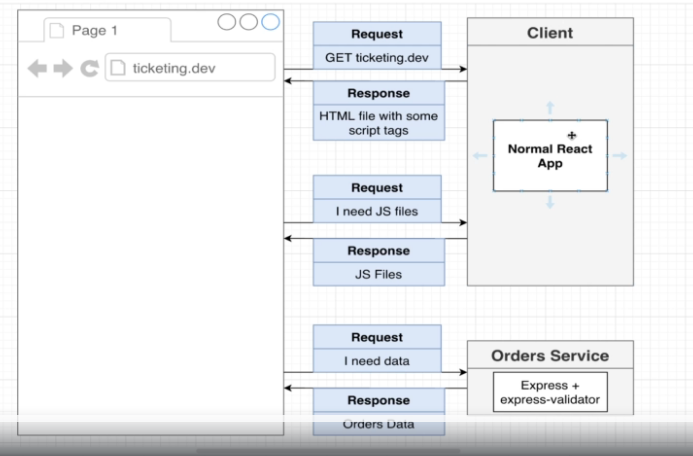 Page 1
ticketing.dev
Request
GET ticketing.dev
Response
HTML file with some
script tags
Request
I need JS files
Response
JS Files
Request
I need data
Response
Orders Data
Client
Normal React
App
Orders Service
Express +
express-validator